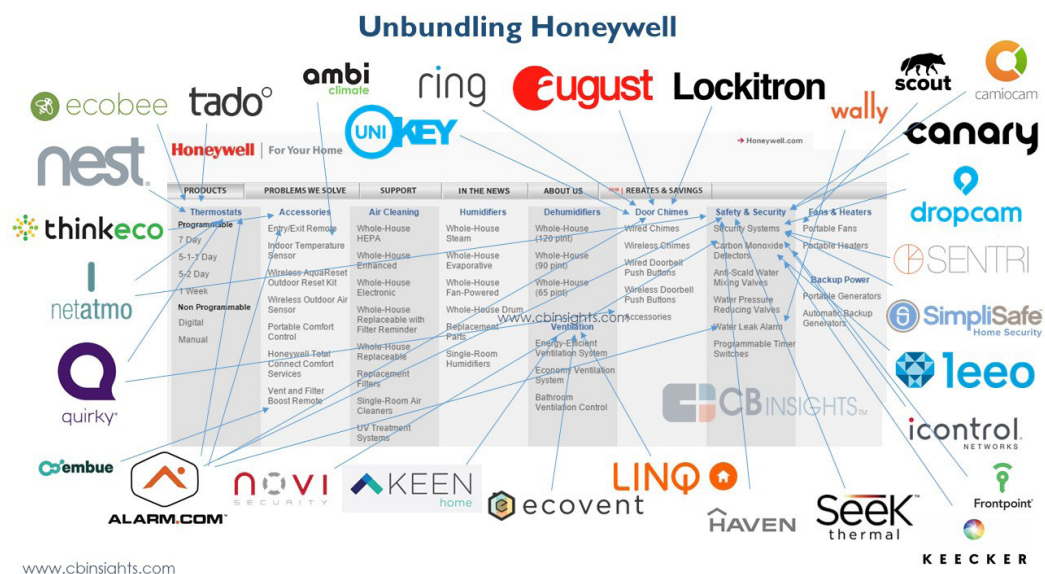 Unbundling Honeywell
ecobee
tado°
ambi
climate
ring
august
Lockitron
wally
scout
camiocam
UNI KEY
canary
nest
Honeywell | For Your Home
Honeywell.com
PRODUCTS
PROBLEMS WE SOLVE
SUPPORT
IN THE NEWS
ABOUT US
NEW | REBATES & SAVINGS
dropcam
thinkeco
netatmo
quirky
embue
Thermostats
Programmable
7 Day
5-1-1 Day
5-2 Day
1 Week
Non Programmable
Digital
Manual
Accessories
Entry/Exit Remote
Indoor Temperature
Sensor
Wireless AquaReset
Outdoor Reset Kit
Wireless Outdoor Air
Sensor
Portable Comfort
Control
Honeywell Total
Connect Comfort
Services
Vent and Filter
Boost Remote
Air Cleaning
Whole-House
HEPA
Whole-House
Enhanced
Whole-House
Electronic
Whole-House
Replaceable with
Filter Reminder
Whole-House
Replaceable
Replacement
Filters
Single-Room Air
Cleaners
UV Treatment
Systems
Humidifiers
Whole-House
Steam
Whole-House
Evaporative
Whole-House
Fan-Powered
Whole-House Drum
Replacement
Parts
Single-Room
Humidifiers
Dehumidifiers
Whole-House
(120 pint)
Whole-House
(90 pint)
Whole-House
(65 pint)
www.cbinsights.com
Ventilation
Energy-Efficient
Ventilation System
Economy Ventilation
System
Bathroom
Ventilation Control
Door Chimes
Wired Chimes
Wireless Chimes
Wired Doorbell
Push Buttons
Wireless Doorbell
Push Buttons
Accessories
Safety & Security
Security Systems
Carbon Monoxide
Detectors
Anti-Scald Water
Mixing Valves
Water Pressure
Reducing Valves
Water Leak Alarm
Programmable Timer
Switches
Fans & Heaters
Portable Fans
Portable Heaters
Backup Power
Portable Generators
Automatic Backup
Generators
CB INSIGHTS TM
SENTRI
SimpliSafe
Home Security
leeo
icontrol
NETWORKS
Frontpoint
KEECKER
ALARM.COM
NOVI
SECURITY
KEEN
home
ecovent
LINQ
HAVEN
SeeK
thermal
www.cbinsights.com